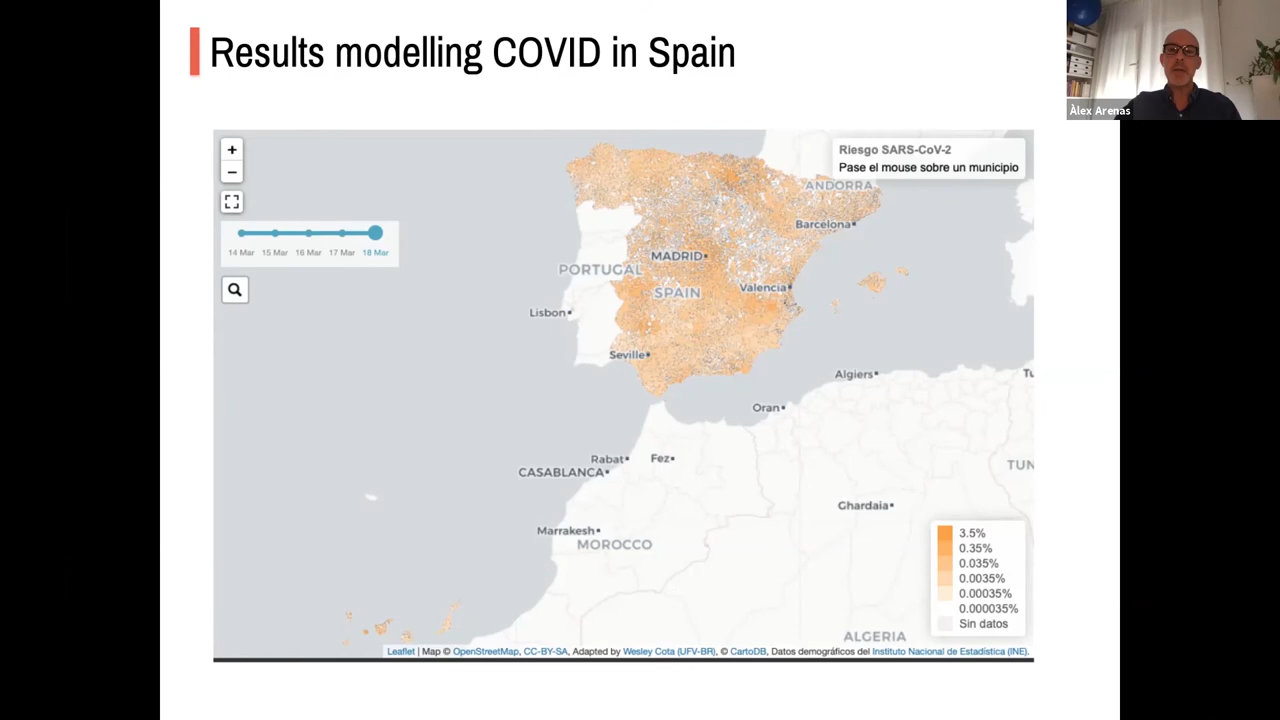 Results modelling COVID in Spain
Àlex Arenas
+
−
Riesgo SARS-CoV-2
Pase el mouse sobre un municipio
14 Mar 15 Mar 16 Mar 17 Mar 18 Mar
ANDORRA
Barcelona
MADRID
PORTUGAL
Valencia
SPAIN
Lisbon
Seville
Algiers
Tu
Oran
Rabat
Fez
TUN
CASABLANCA
Ghardaia
Marrakesh
MOROCCO
3.5%
0.35%
0.035%
0.0035%
0.00035%
0.000035%
Sin datos
ALGERIA
Leaflet | Map © OpenStreetMap, CC-BY-SA, Adapted by Wesley Cota (UFV-BR), © CartoDB, Datos demográficos del Instituto Nacional de Estadística (INE).